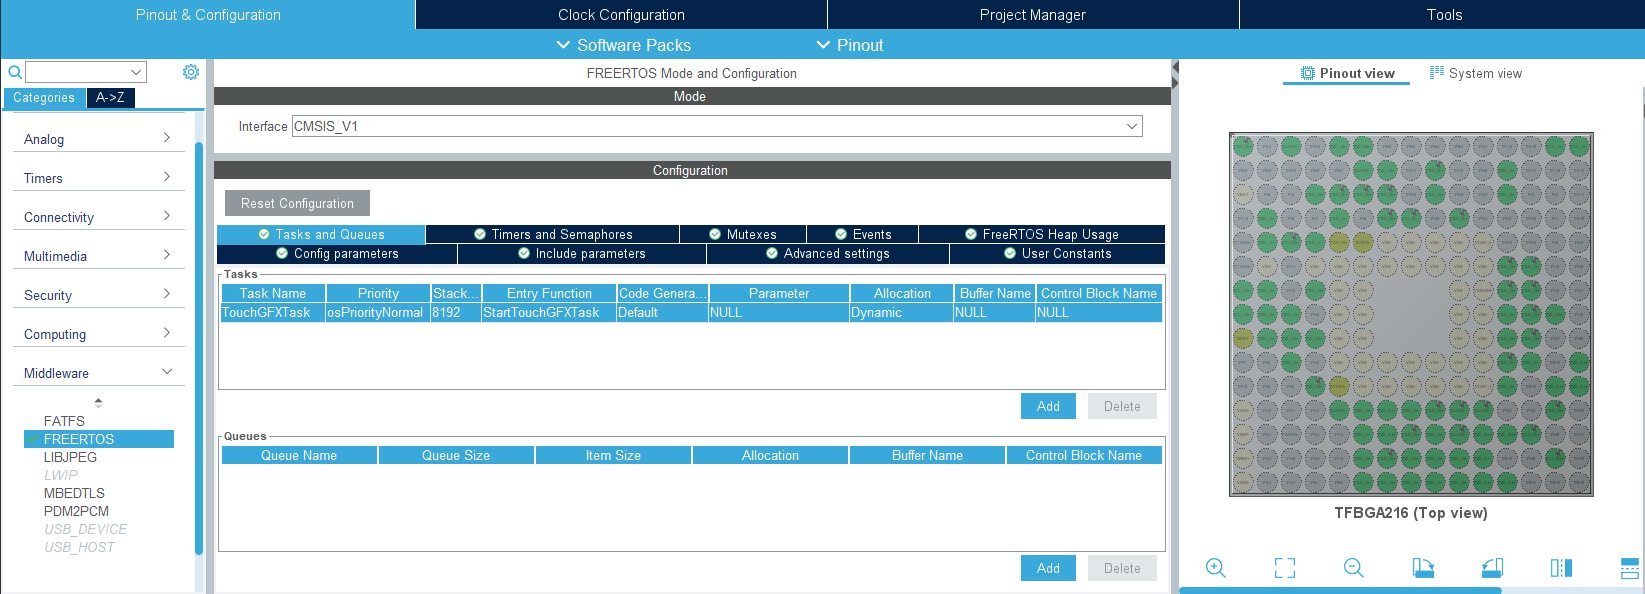 Pinout & Configuration
Clock Configuration
Project Manager
Tools
Software Packs
Pinout
Categories
A->Z
Analog
Timers
Connectivity
Multimedia
Security
Computing
Middleware
FATFS
FREERTOS
LIBJPEG
LWIP
MBEDTLS
PDM2PCM
USB_DEVICE
USB_HOST
FREERTOS Mode and Configuration
Mode
Interface CMSIS_V1
Configuration
Reset Configuration
Tasks and Queues
Timers and Semaphores
Mutexes
Events
FreeRTOS Heap Usage
Config parameters
Include parameters
Advanced settings
User Constants
Tasks
Task Name Priority Stack... Entry Function Code Genera... Parameter Allocation Buffer Name Control Block Name
TouchGFXTask osPriorityNormal 8192 StartTouchGFXTask Default NULL Dynamic NULL NULL
Add
Delete
Queues
Queue Name Queue Size Item Size Allocation Buffer Name Control Block Name
Add
Delete
Pinout view
System view
TFBGA216 (Top view)